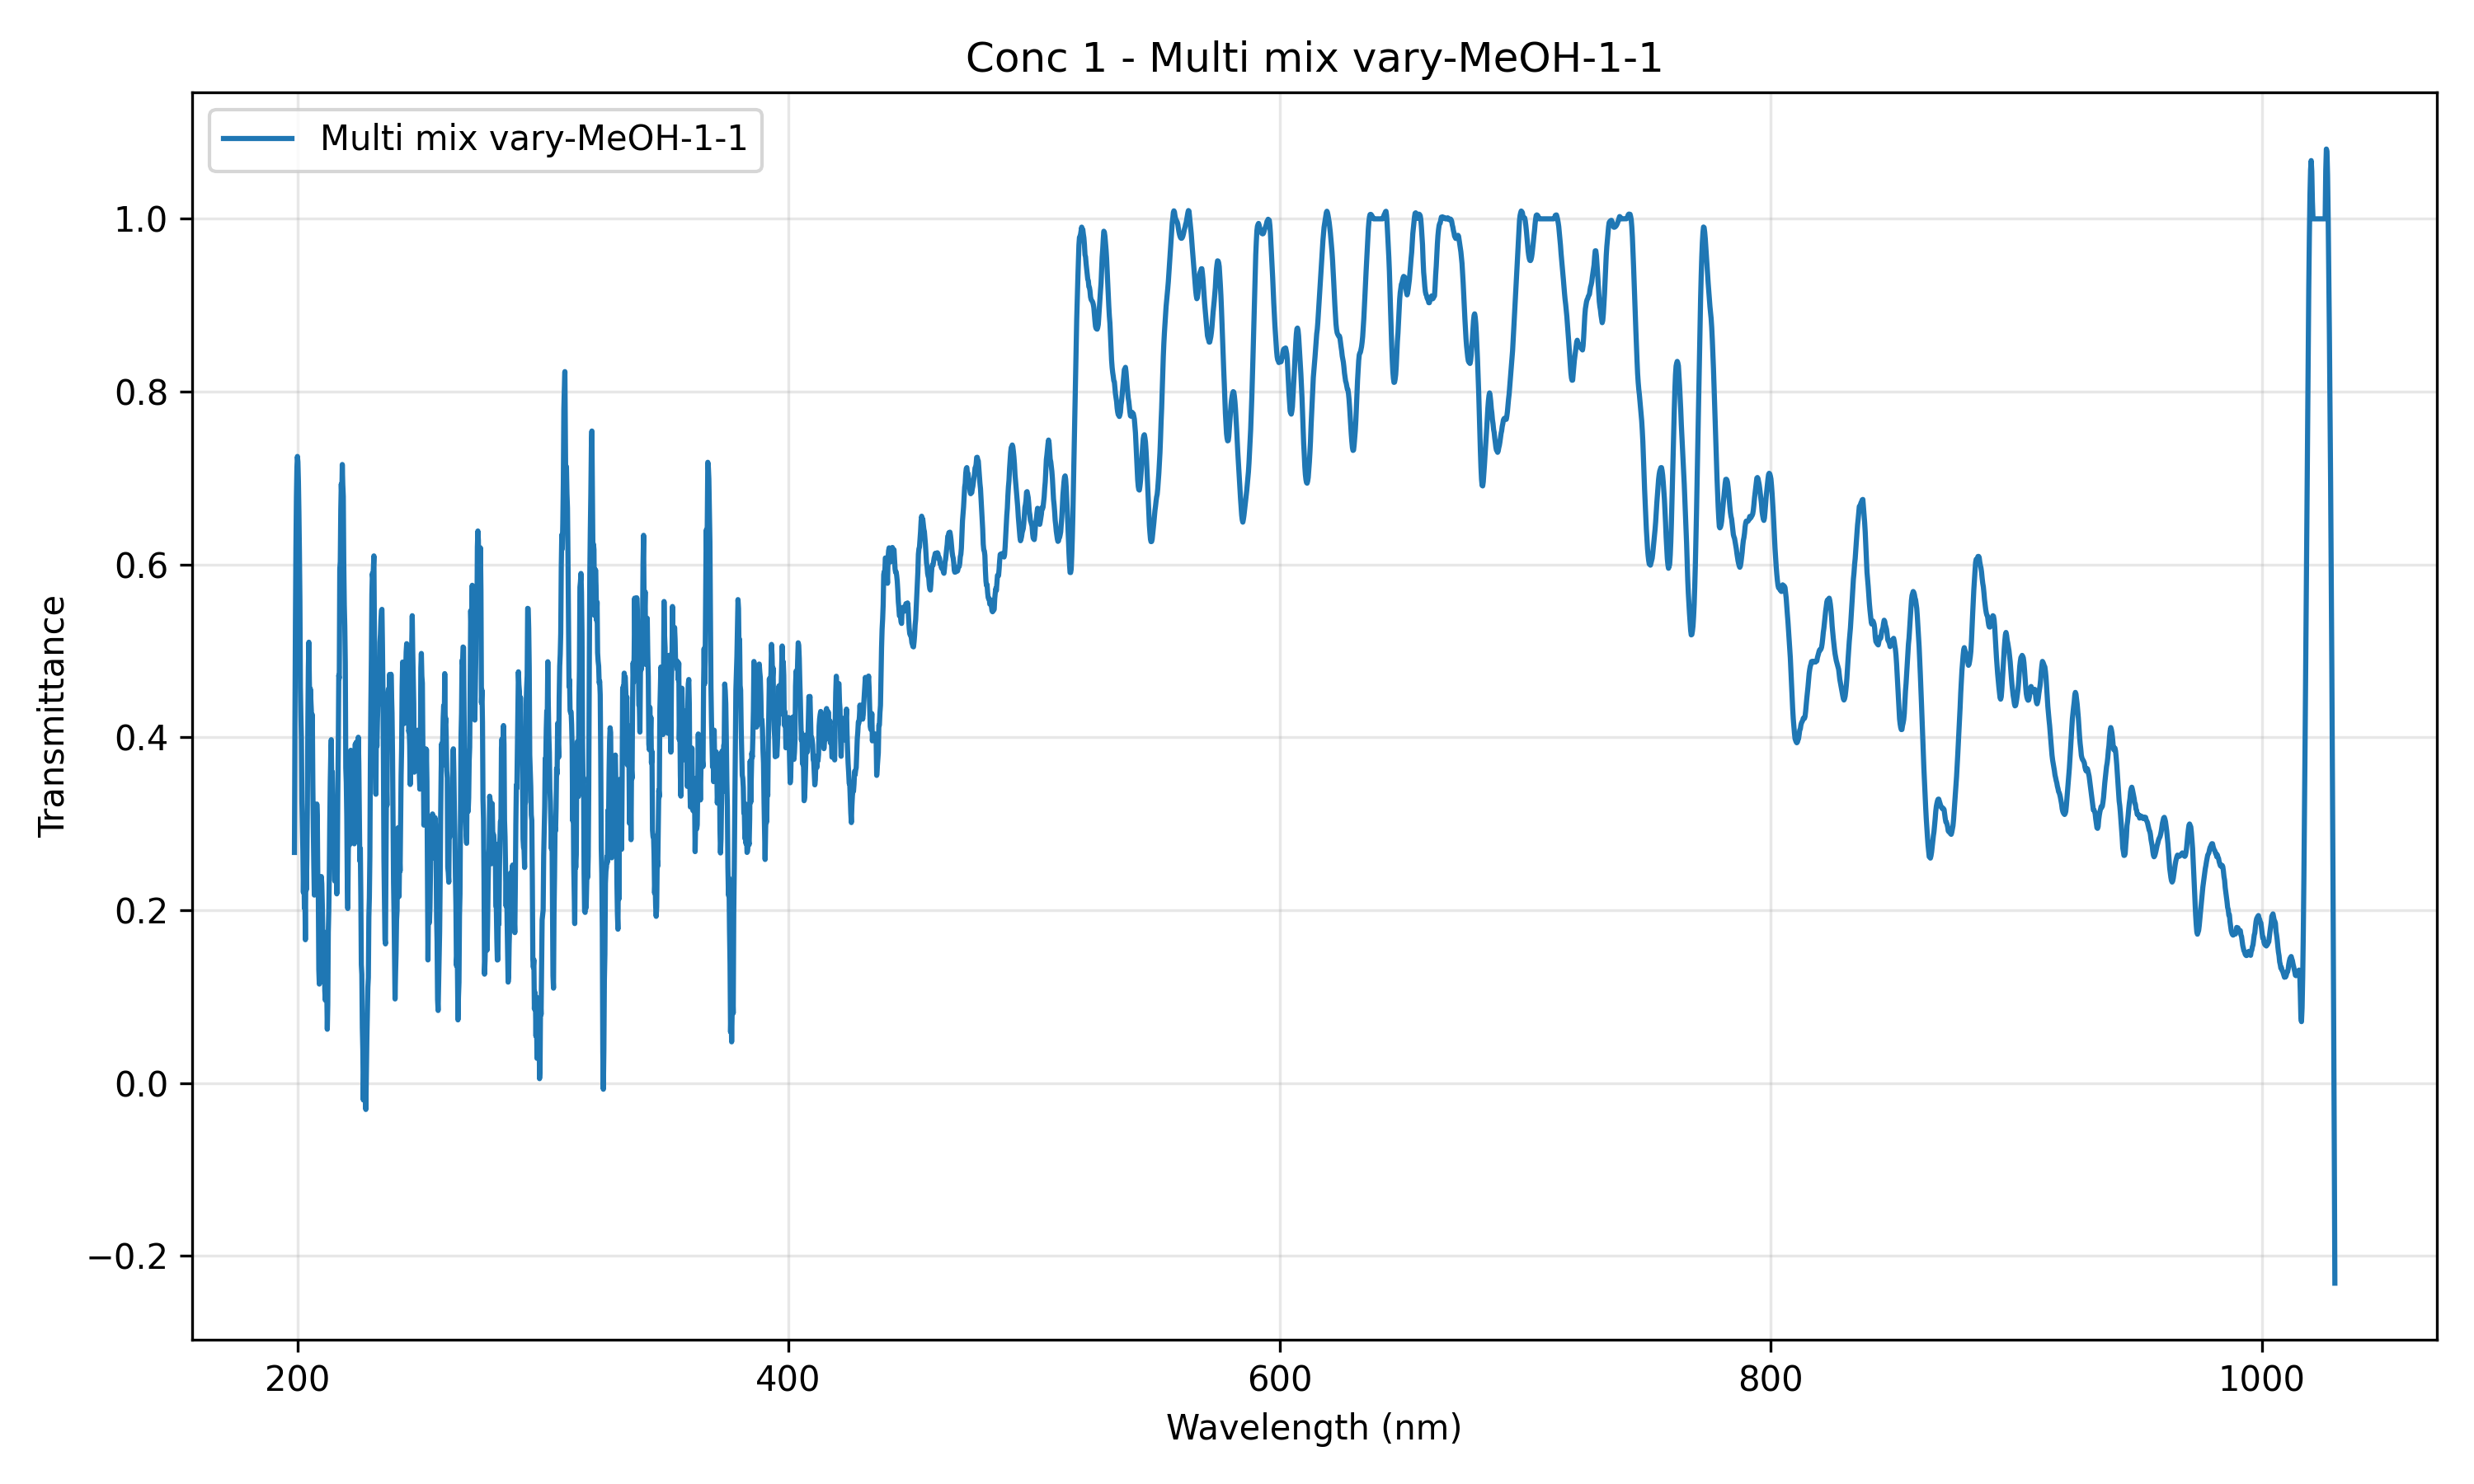 Conc 1 - Multi mix vary-MeOH-1-1
Multi mix vary-MeOH-1-1
Transmittance
1.0
0.8
0.6
0.4
0.2
0.0
−0.2
200 400 600 800 1000
Wavelength (nm)